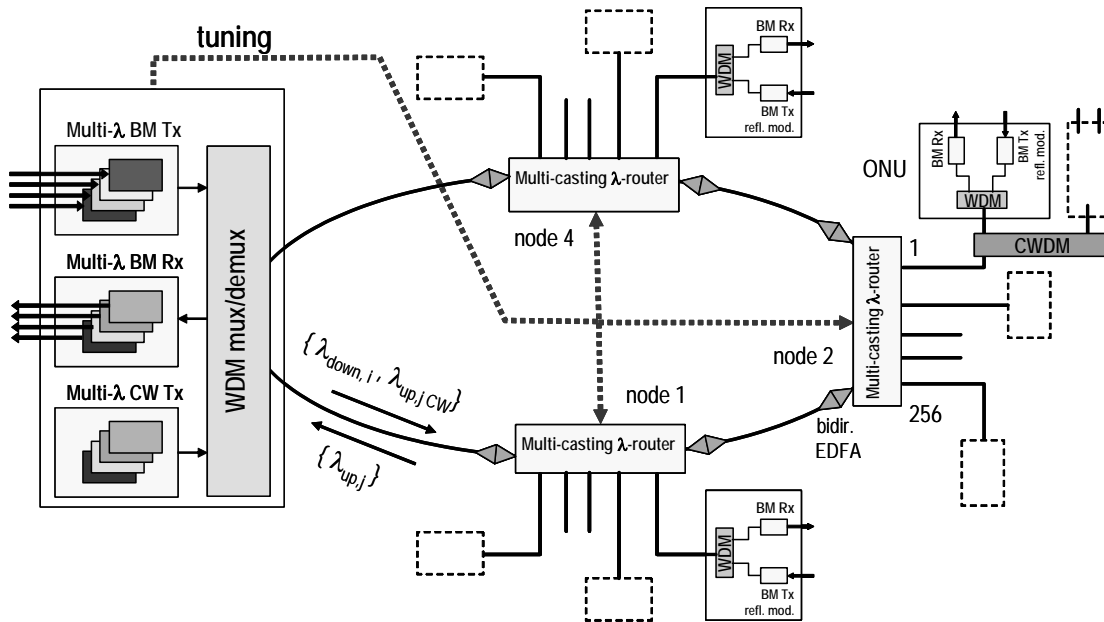 tuning
Multi-λ BM Tx
Multi-λ BM Rx
Multi-λ CW Tx
WDM mux/demux
{ λdown, i , λup,j CW}
{ λup,j }
Multi-casting λ-router
node 4
WDM
BM Rx
BM Tx
refl. mod.
ONU
BM Rx
BM Tx
refl. mod.
WDM
CWDM
1
Multi-casting λ-router
node 2
256
bidir.
EDFA
node 1
Multi-casting λ-router
WDM
BM Rx
BM Tx
refl. mod.